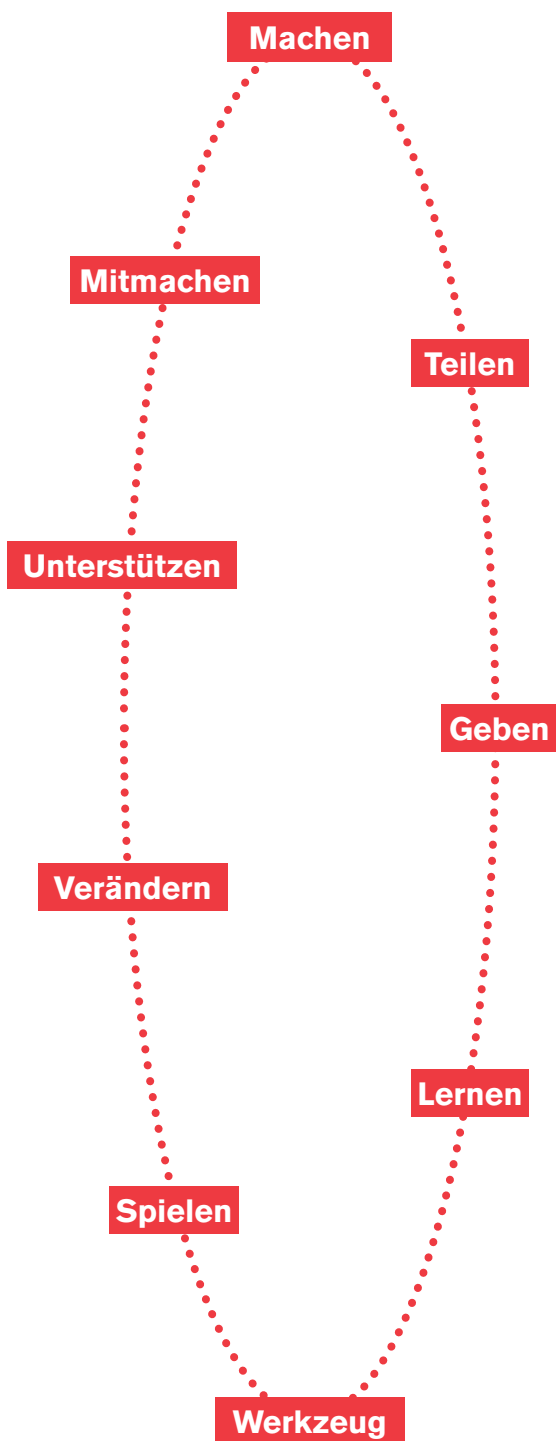 Machen
Mitmachen
Teilen
Unterstützen
Geben
Verändern
Lernen
Spielen
Werkzeug